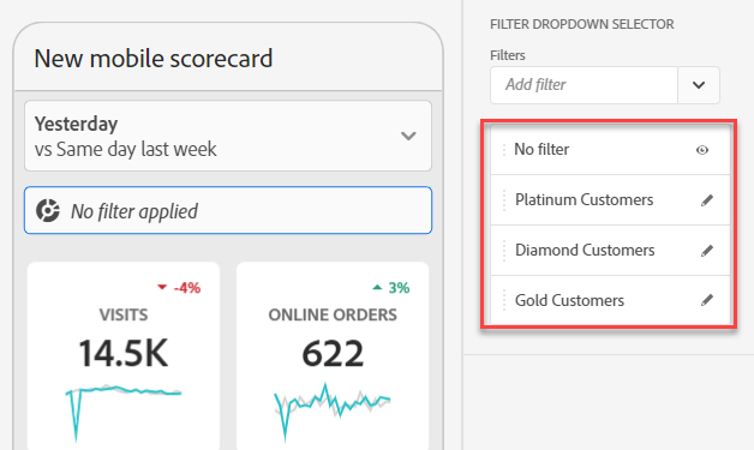 New mobile scorecard
Yesterday
vs Same day last week
No filter applied
-4%
VISITS
14.5K
3%
ONLINE ORDERS
622
FILTER DROPDOWN SELECTOR
Filters
Add filter
No filter
Platinum Customers
Diamond Customers
Gold Customers